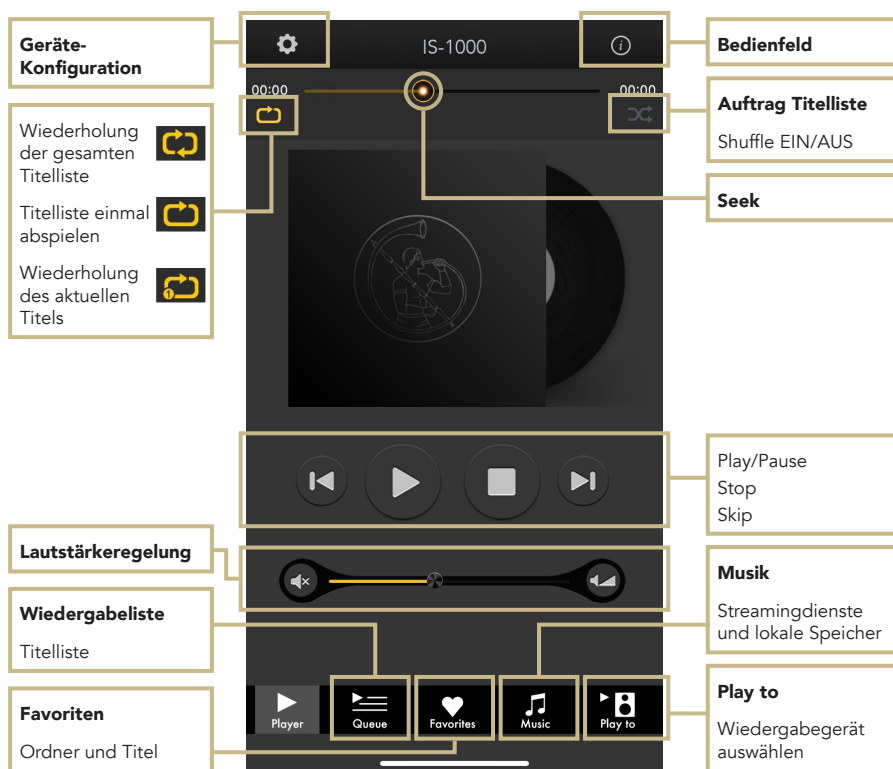 Geräte-
Konfiguration
Wiederholung
der gesamten
Titelliste
Titelliste einmal
abspielen
Wiederholung
des aktuellen
Titels
1
Lautstärkeregelung
Wiedergabeliste
Titelliste
Favoriten
Ordner und Titel
IS-1000
i
00:00
00:00
Player
Queue
Favorites
Music
Play to
Bedienfeld
Auftrag Titelliste
Shuffle EIN/AUS
Seek
Play/Pause
Stop
Skip
Musik
Streamingdienste
und lokale Speicher
Play to
Wiedergabegerät
auswählen